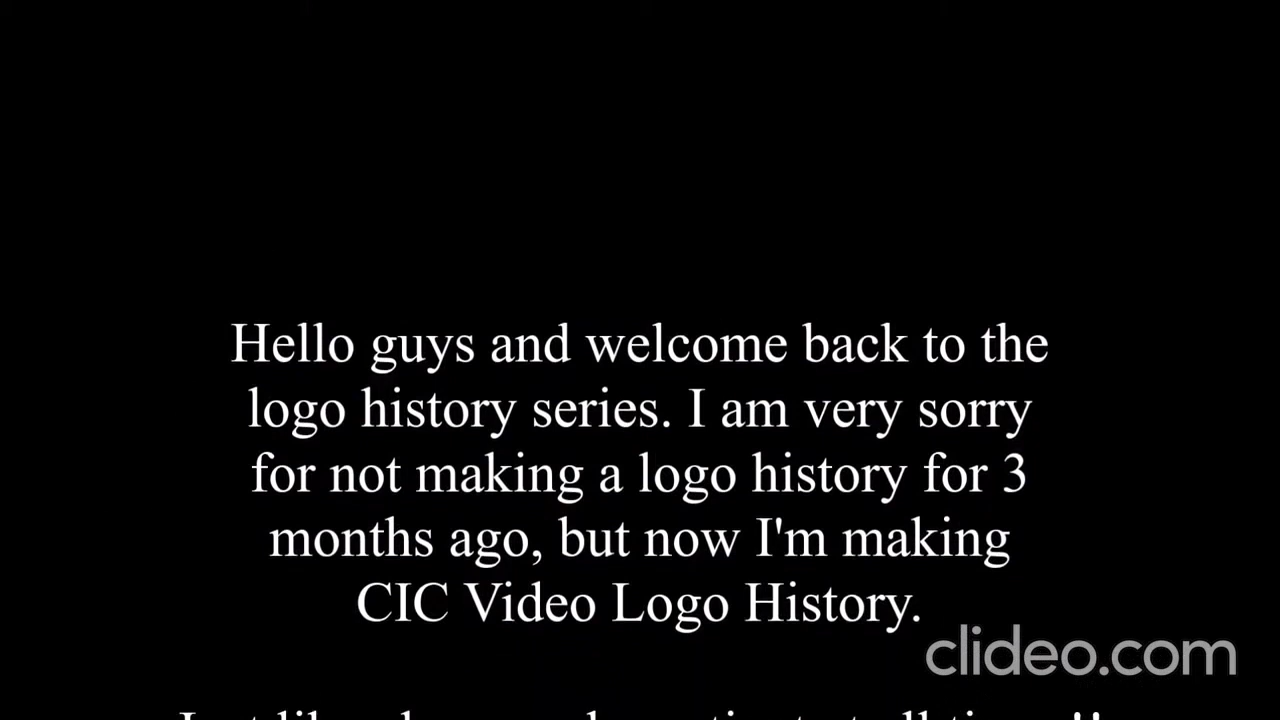 Hello guys and welcome back to the
logo history series. I am very sorry
for not making a logo history for 3
months ago, but now I'm making
CIC Video Logo History.
clideo.com